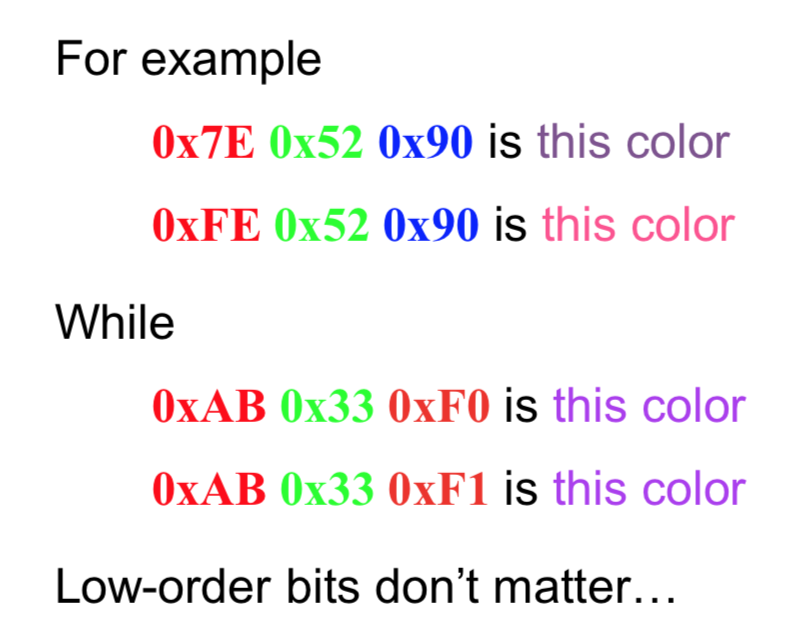 For example
0x7E 0x52 0x90 is this color
0xFE 0x52 0x90 is this color
While
0xAB 0x33 0xF0 is this color
0xAB 0x33 0xF1 is this color
Low-order bits don’t matter…